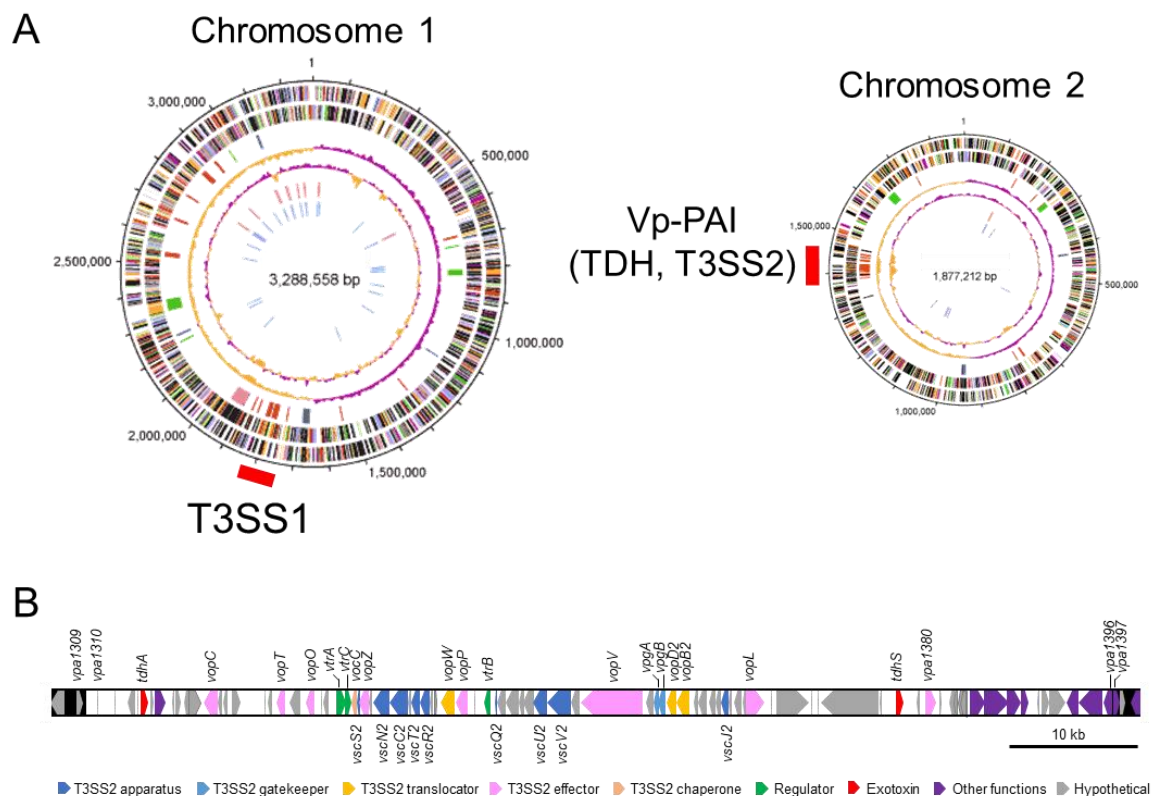 A
Chromosome 1
1
3,000,000
500,000
2,500,000
3,288,558 bp
1,000,000
2,000,000
1,500,000
T3SS1
Chromosome 2
1
Vp-PAI
(TDH, T3SS2)
1,500,000
1,877,212 bp
500,000
1,000,000
B
vpa1309
vpa1310
tdhA
vopC
vopT
vopO
vtrA
vtrC
vocC
vopZ
vopW
vopP
vtrB
vopV
vpgA
vpgB
vopD2
vopB2
vopL
tdhS
vpa1380
vpa1396
vpa1397
vscS2
vscN2
vscC2
vscT2
vscR2
vscQ2
vscU2
vscV2
vscJ2
10 kb
T3SS2 apparatus T3SS2 gatekeeper T3SS2 translocator T3SS2 effector T3SS2 chaperone Regulator Exotoxin Other functions Hypothetical